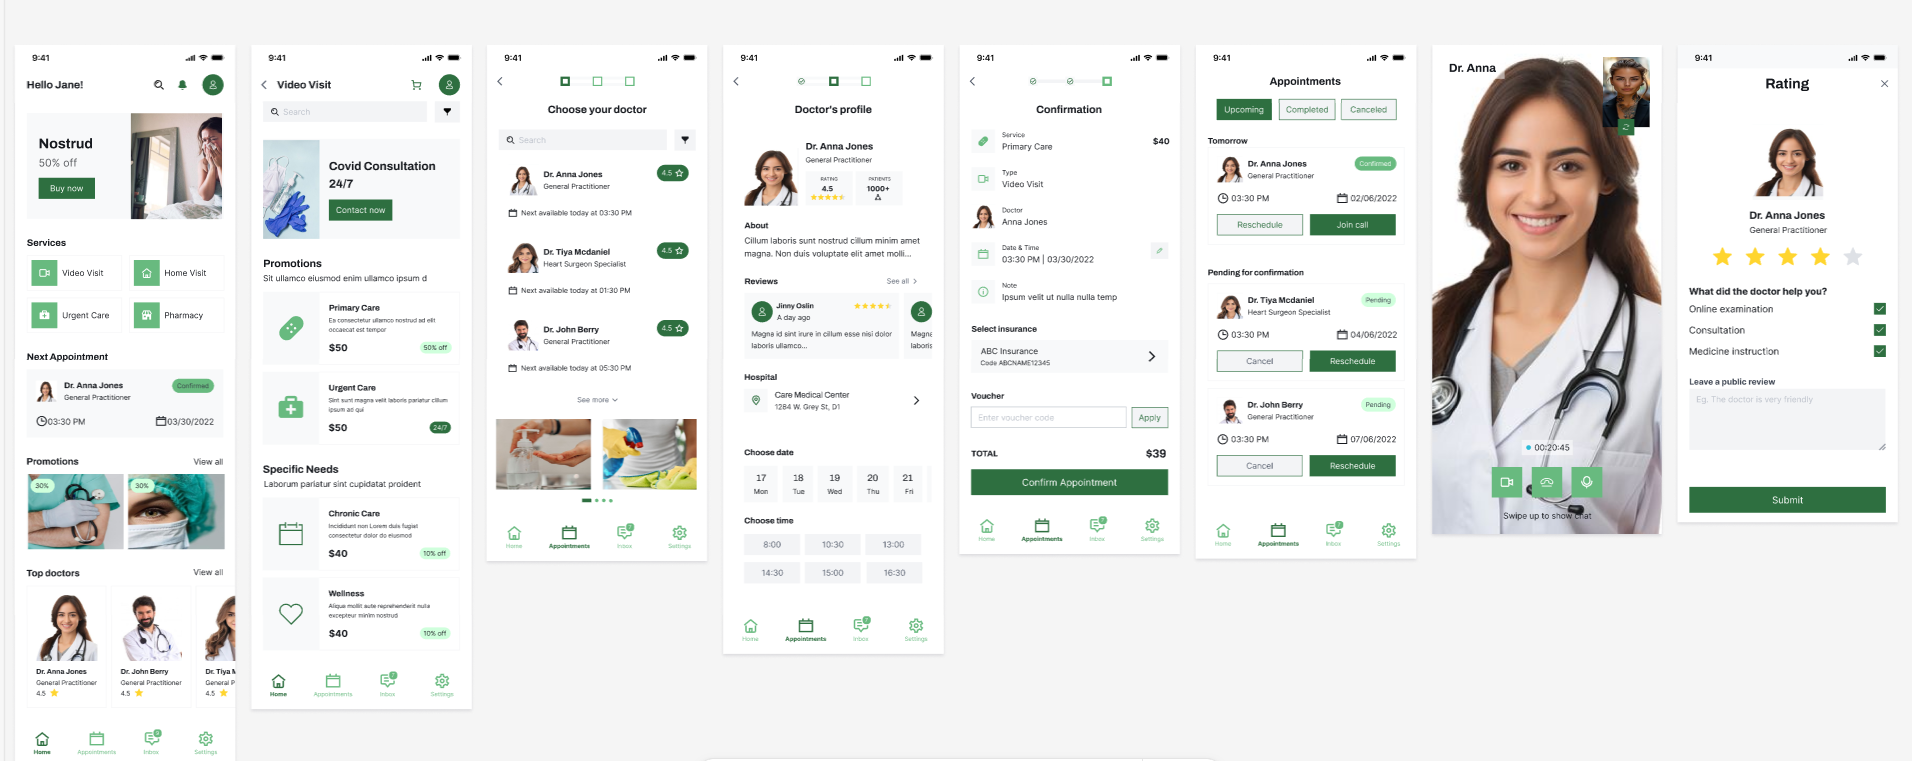 9:41
Hello Jane!
Nostrud
50% off
Buy now
Services
Video Visit
Home Visit
Urgent Care
Pharmacy
Next Appointment
Dr. Anna Jones
Confirmed
General Practitioner
03:30 PM
03/30/2022
Promotions
View all
30%
30%
Top doctors
View all
Dr. Anna Jones
General Practitioner
4.5
Dr. John Berry
General Practitioner
4.5
Dr. Tiya M
General Pra
4.5
Home
Appointments
Inbox
Settings
9:41
Video Visit
Search
Covid Consultation
24/7
Contact now
Promotions
Sit ullamco eiusmod enim ullamco ipsum d
Primary Care
Es consectetur ullamco nostrud ad elit
occaecat est tempor
$50
50% off
Urgent Care
Sint sunt magna velit laboris pariatur cillum
ipsum ad qui
$50
24/7
Specific Needs
Laborum pariatur sint cupidatat proident
Chronic Care
Incididunt non Lorem duis fugiat
consectetur dolor do eiusmod
$40
10% off
Wellness
Aliqua mollit aute reprehenderit nulla
excepteur minim nostrud
$40
10% off
Home
Appointments
7
Inbox
Settings
9:41
Choose your doctor
Search
Dr. Anna Jones
General Practitioner
4.5
Next available today at 03:30 PM
Dr. Tiya Mcdaniel
Heart Surgeon Specialist
4.5
Next available today at 01:30 PM
Dr. John Berry
General Practitioner
4.5
Next available today at 05:30 PM
See more
Home
Appointments
7
Inbox
Settings
9:41
Doctor's profile
Dr. Anna Jones
General Practitioner
RATING
4.5
PATIENTS
1000+
About
Cillum laboris sunt nostrud cillum minim amet
magna. Non duis voluptate elit amet molli...
Reviews
See all
Jinny Oslin
A day ago
Magna id sint irure in cillum esse nisi dolor
laboris ullamco...
Magna
laboris
Hospital
Care Medical Center
1284 W. Grey St, D1
Choose date
17
Mon
18
Tue
19
Wed
20
Thu
21
Fri
Choose time
8:00
10:30
13:00
14:30
15:00
16:30
Home
Appointments
7
Inbox
Settings
9:41
Confirmation
Service
Primary Care
$40
Type
Video Visit
Doctor
Anna Jones
Date & Time
03:30 PM | 03/30/2022
Note
Ipsum velit ut nulla nulla temp
Select insurance
ABC Insurance
Code ABCNAME12345
Voucher
Enter voucher code
Apply
TOTAL
$39
Confirm Appointment
Home
Appointments
7
Inbox
Settings
9:41
Appointments
Upcoming
Completed
Canceled
Tomorrow
Dr. Anna Jones
General Practitioner
Confirmed
03:30 PM
02/06/2022
Reschedule
Join call
Pending for confirmation
Dr. Tiya Mcdaniel
Heart Surgeon Specialist
Pending
03:30 PM
04/06/2022
Cancel
Reschedule
Dr. John Berry
General Practitioner
Pending
03:30 PM
07/06/2022
Cancel
Reschedule
Home
Appointments
7
Inbox
Settings
Dr. Anna
00:20:45
Swipe up to show chat
9:41
Rating
Dr. Anna Jones
General Practitioner
What did the doctor help you?
Online examination
Consultation
Medicine instruction
Leave a public review
Eg. The doctor is very friendly
Submit